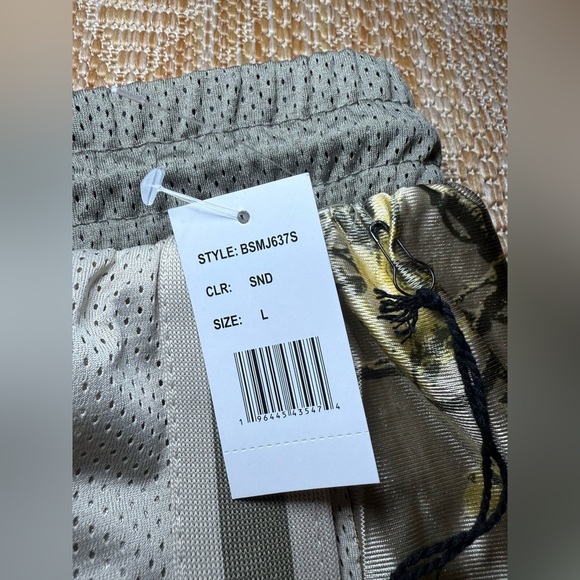 STYLE: BSMJ637S
CLR: SND
SIZE: L
1 96445 43547 4